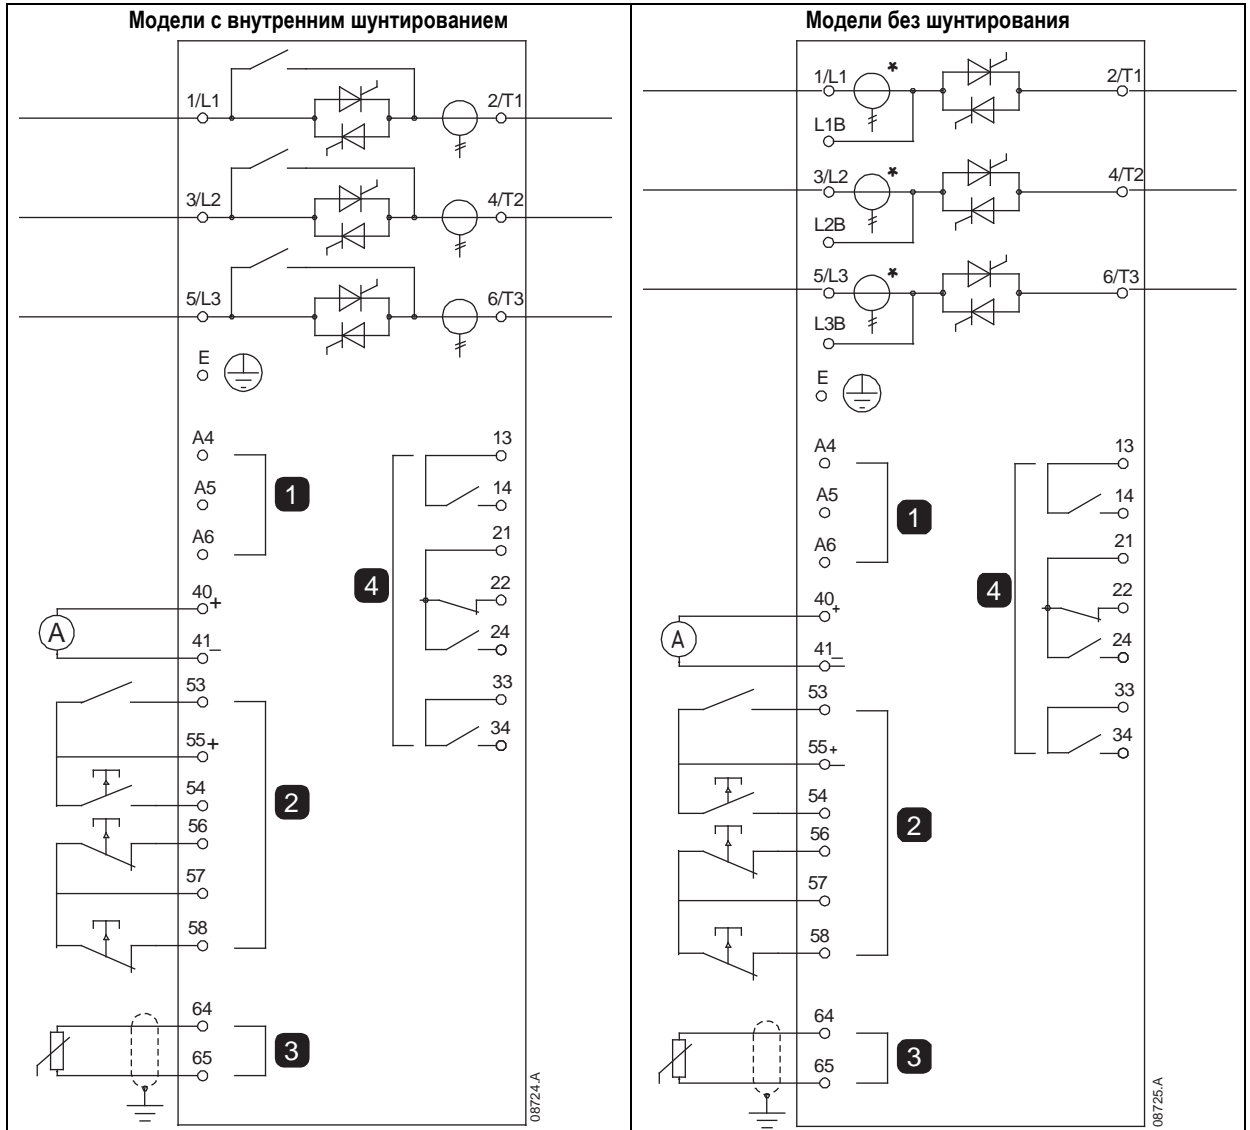 Модели с внутренним шунтированием
1/L1
2/T1
3/L2
4/T2
5/L3
6/T3
E
A4
A5
A6
1
40
+
41
–
A
53
55
+
54
56
57
58
2
64
65
3
13
14
21
22
24
33
34
4
08724.A
Модели без шунтирования
1/L1
*
2/T1
L1B
3/L2
*
4/T2
L2B
5/L3
*
6/T3
L3B
E
A4
A5
A6
1
40
+
41
–
A
53
55
+
54
56
57
58
2
64
65
3
13
14
21
22
24
33
34
4
08725.A